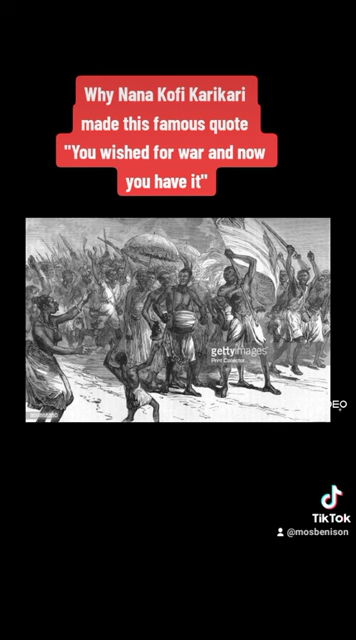 Why Nana Kofi Karikari
made this famous quote
"You wished for war and now
you have it"
gettyimages
Print Collector
DEO
TikTok
@mosbenison